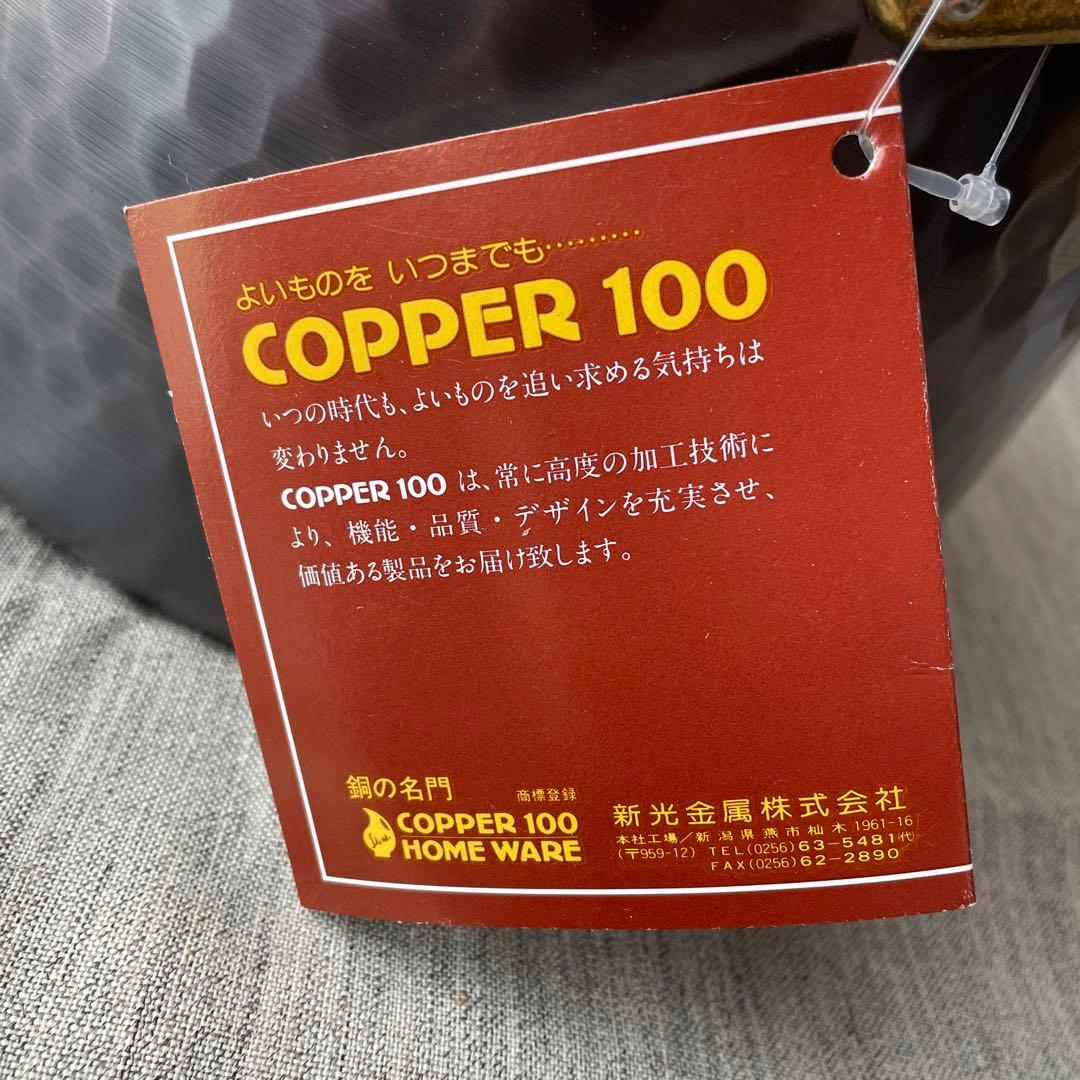 よいものを いつまでも………
COPPER 100
いつの時代も、よいものを追い求める気持ちは
変わりません。
COPPER 100 は、常に高度の加工技術に
より、機能・品質・デザインを充実させ、
価値ある製品をお届け致します。
銅の名門 商標登録
COPPER 100
HOME WARE
新光金属株式会社
本社工場／新潟県燕市杣木1961-16
(〒959-12) TEL(0256)63-5481(代)
FAX(0256)62-2890